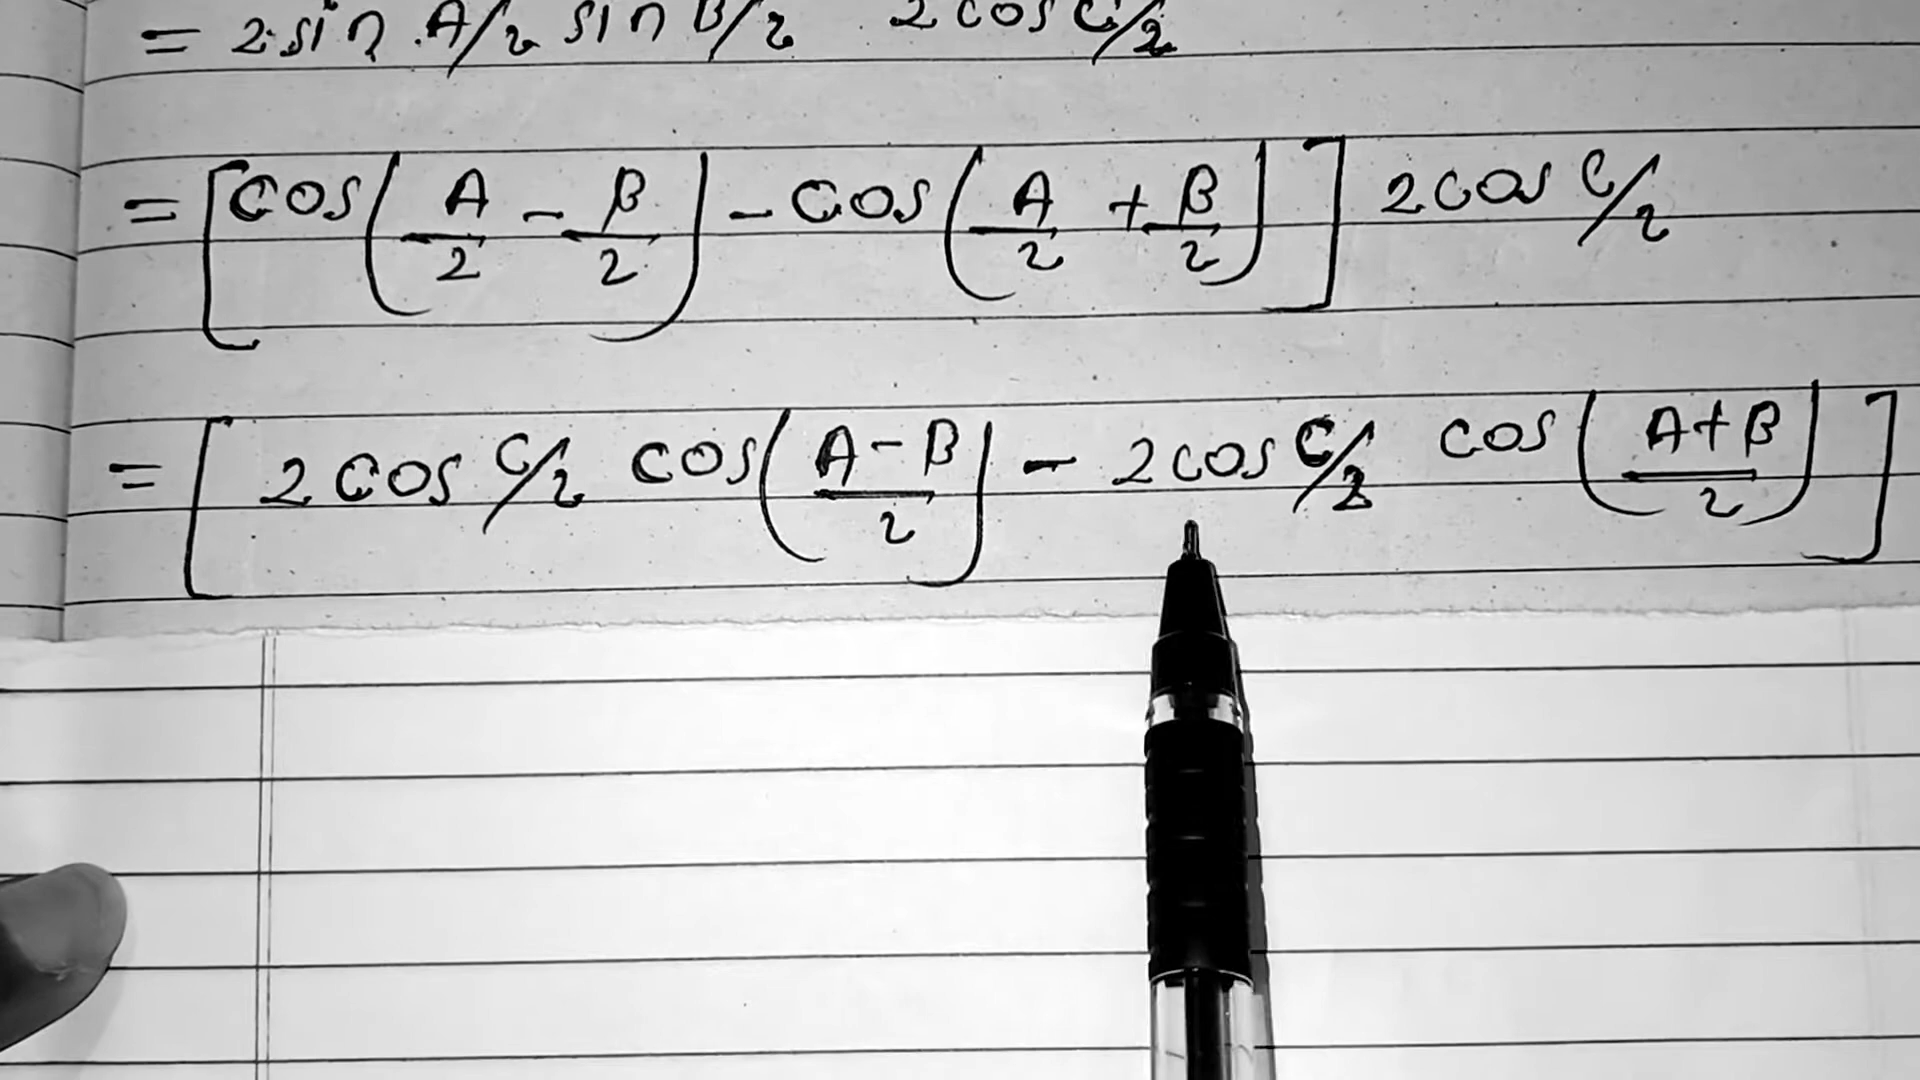 = 2 sin A/2 sin B/2 2 cos C/2
= [cos(A/2 - B/2) - cos(A/2 + B/2)] 2 cos C/2
= [2 cos C/2 cos(A-B/2) - 2 cos C/2 cos(A+B/2)]